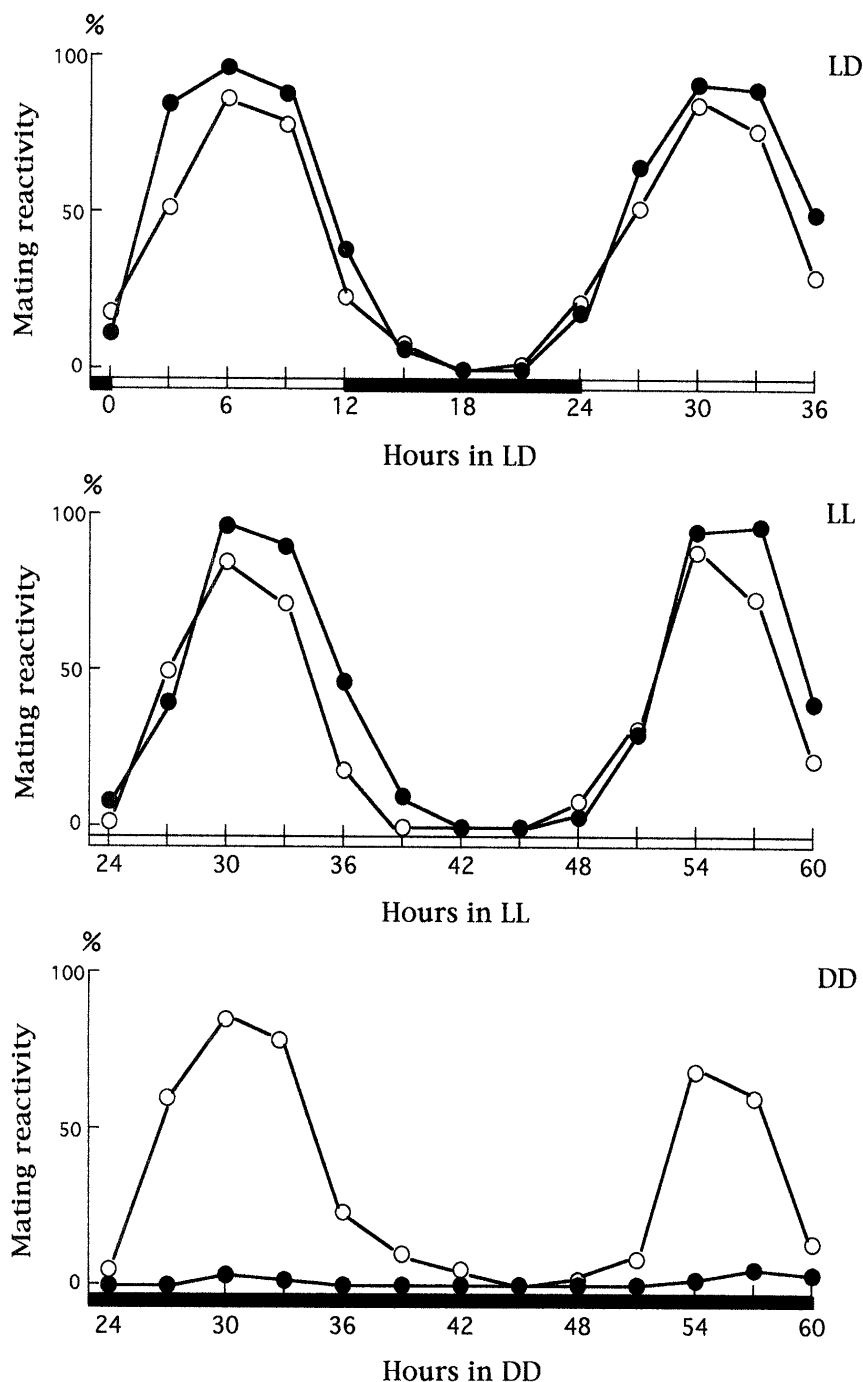 %
100
LD
Mating reactivity
50
0
0 6 12 18 24 30 36
Hours in LD
%
100
LL
Mating reactivity
50
0
24 30 36 42 48 54 60
Hours in LL
%
100
DD
Mating reactivity
50
0
24 30 36 42 48 54 60
Hours in DD